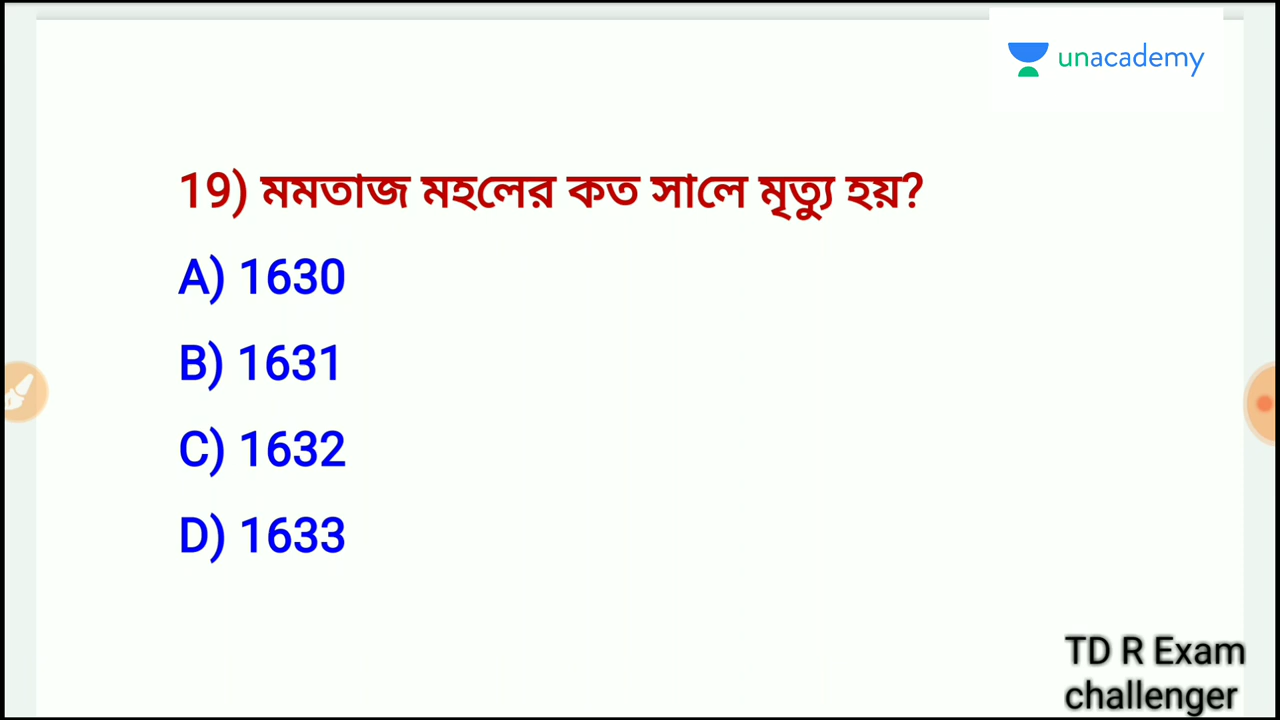 unacademy
19) মমতাজ মহলের কত সালে মৃত্যু হয়?
A) 1630
B) 1631
C) 1632
D) 1633
TD R Exam
challenger